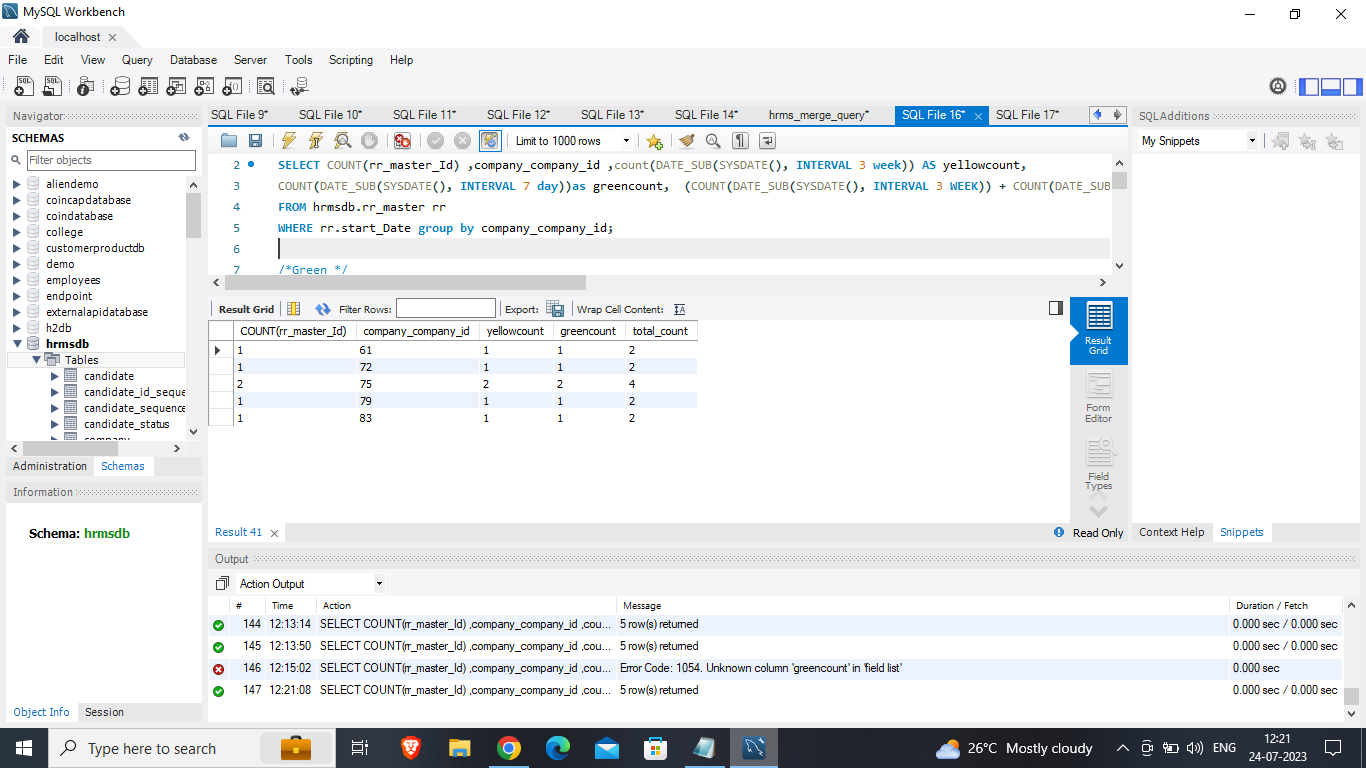 MySQL Workbench
localhost
File Edit View Query Database Server Tools Scripting Help
Navigator
SCHEMAS
Filter objects
aliendemo
coincapdatabase
coindatabase
college
customerproductdb
demo
employees
endpoint
externalapidatabase
h2db
hrmsdb
Tables
candidate
candidate_id_seque
candidate_sequence
candidate_status
company
Administration Schemas
Information
Schema: hrmsdb
Object Info Session
SQL File 9* SQL File 10* SQL File 11* SQL File 12* SQL File 13* SQL File 14* hrms_merge_query* SQL File 16* SQL File 17*
Limit to 1000 rows
2 SELECT COUNT(rr_master_Id) ,company_company_id ,count(DATE_SUB(SYSDATE(), INTERVAL 3 week)) AS yellowcount,
3 COUNT(DATE_SUB(SYSDATE(), INTERVAL 7 day))as greencount, (COUNT(DATE_SUB(SYSDATE(), INTERVAL 3 WEEK)) + COUNT(DATE_SUB
4 FROM hrmsdb.rr_master rr
5 WHERE rr.start_Date group by company_company_id;
6
7 /*Green */
Result Grid Filter Rows: Export: Wrap Cell Content:
COUNT(rr_master_Id) company_company_id yellowcount greencount total_count
1 61 1 1 2
1 72 1 1 2
2 75 2 2 4
1 79 1 1 2
1 83 1 1 2
Result
Grid
Form
Editor
Field
Types
Result 41 Read Only
SQLAdditions
My Snippets
Context Help Snippets
Output
Action Output
# Time Action Message Duration / Fetch
144 12:13:14 SELECT COUNT(rr_master_Id) ,company_company_id ,cou... 5 row(s) returned 0.000 sec / 0.000 sec
145 12:13:50 SELECT COUNT(rr_master_Id) ,company_company_id ,cou... 5 row(s) returned 0.000 sec / 0.000 sec
146 12:15:02 SELECT COUNT(rr_master_Id) ,company_company_id ,cou... Error Code: 1054. Unknown column 'greencount' in 'field list' 0.000 sec
147 12:21:08 SELECT COUNT(rr_master_Id) ,company_company_id ,cou... 5 row(s) returned 0.000 sec / 0.000 sec
Type here to search
26°C Mostly cloudy
ENG
12:21
24-07-2023